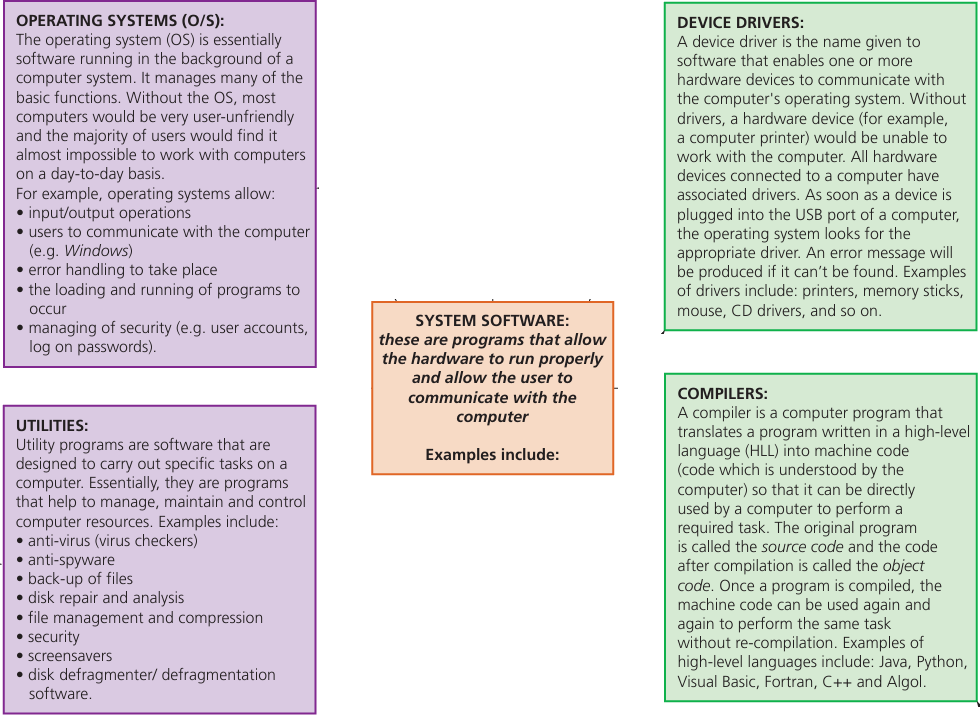 OPERATING SYSTEMS (O/S):
The operating system (OS) is essentially
software running in the background of a
computer system. It manages many of the
basic functions. Without the OS, most
computers would be very user-unfriendly
and the majority of users would find it
almost impossible to work with computers
on a day-to-day basis.
For example, operating systems allow:
• input/output operations
• users to communicate with the computer
(e.g. Windows)
• error handling to take place
• the loading and running of programs to
occur
• managing of security (e.g. user accounts,
log on passwords).
UTILITIES:
Utility programs are software that are
designed to carry out specific tasks on a
computer. Essentially, they are programs
that help to manage, maintain and control
computer resources. Examples include:
• anti-virus (virus checkers)
• anti-spyware
• back-up of files
• disk repair and analysis
• file management and compression
• security
• screensavers
• disk defragmenter/ defragmentation
software.
SYSTEM SOFTWARE:
these are programs that allow
the hardware to run properly
and allow the user to
communicate with the
computer
Examples include:
DEVICE DRIVERS:
A device driver is the name given to
software that enables one or more
hardware devices to communicate with
the computer's operating system. Without
drivers, a hardware device (for example,
a computer printer) would be unable to
work with the computer. All hardware
devices connected to a computer have
associated drivers. As soon as a device is
plugged into the USB port of a computer,
the operating system looks for the
appropriate driver. An error message will
be produced if it can't be found. Examples
of drivers include: printers, memory sticks,
mouse, CD drivers, and so on.
COMPILERS:
A compiler is a computer program that
translates a program written in a high-level
language (HLL) into machine code
(code which is understood by the
computer) so that it can be directly
used by a computer to perform a
required task. The original program
is called the source code and the code
after compilation is called the object
code. Once a program is compiled, the
machine code can be used again and
again to perform the same task
without re-compilation. Examples of
high-level languages include: Java, Python,
Visual Basic, Fortran, C++ and Algol.